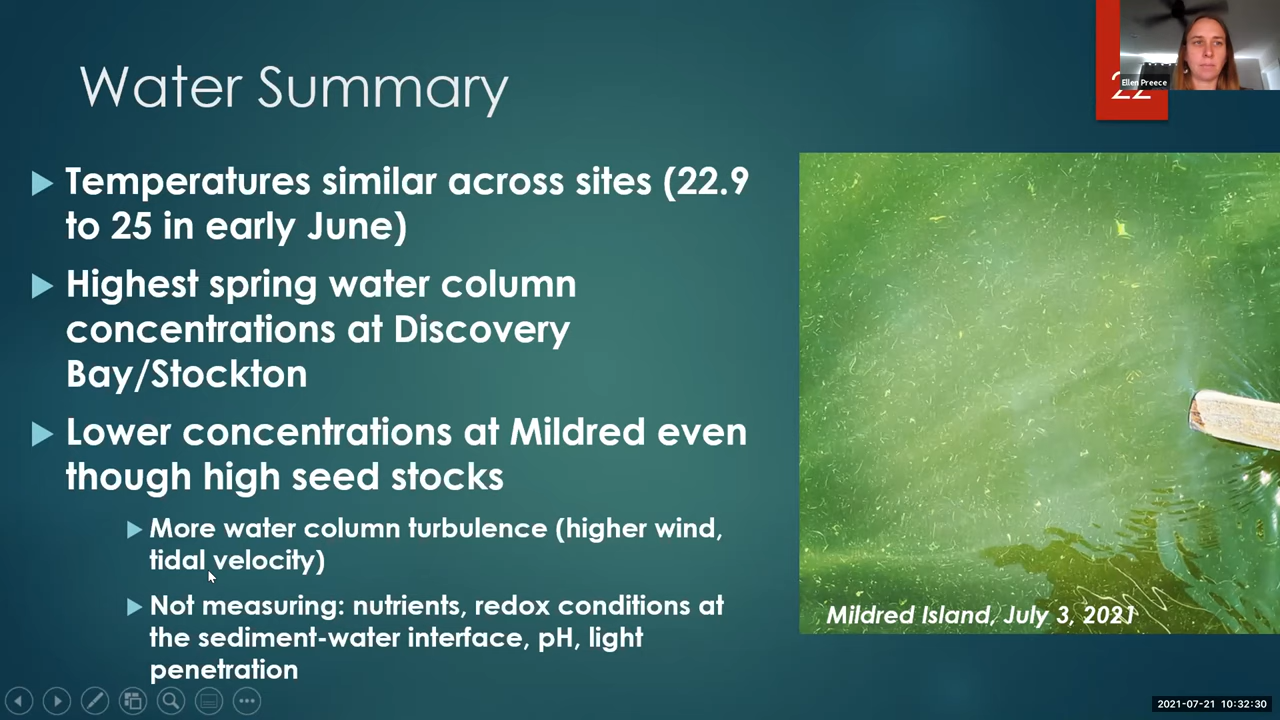 Water Summary
Ellen Preece
22
Temperatures similar across sites (22.9
to 25 in early June)
Highest spring water column
concentrations at Discovery
Bay/Stockton
Lower concentrations at Mildred even
though high seed stocks
More water column turbulence (higher wind,
tidal velocity)
Not measuring: nutrients, redox conditions at
the sediment-water interface, pH, light
penetration
Mildred Island, July 3, 2021
2021-07-21 10:32:30